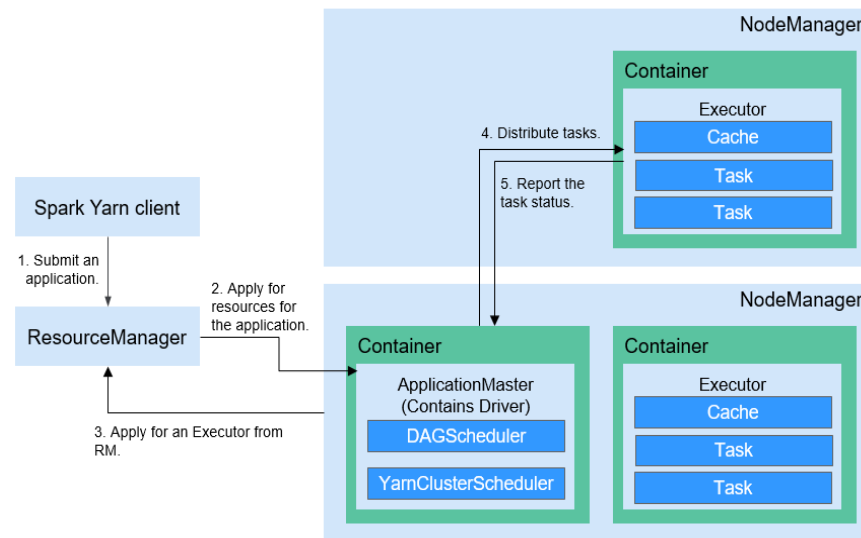 NodeManager
Container
Executor
Cache
Task
Task
4. Distribute tasks.
5. Report the
task status.
Spark Yarn client
1. Submit an
application.
ResourceManager
2. Apply for
resources for
the application.
3. Apply for an Executor from
RM.
NodeManager
Container
ApplicationMaster
(Contains Driver)
DAGScheduler
YarnClusterScheduler
Container
Executor
Cache
Task
Task